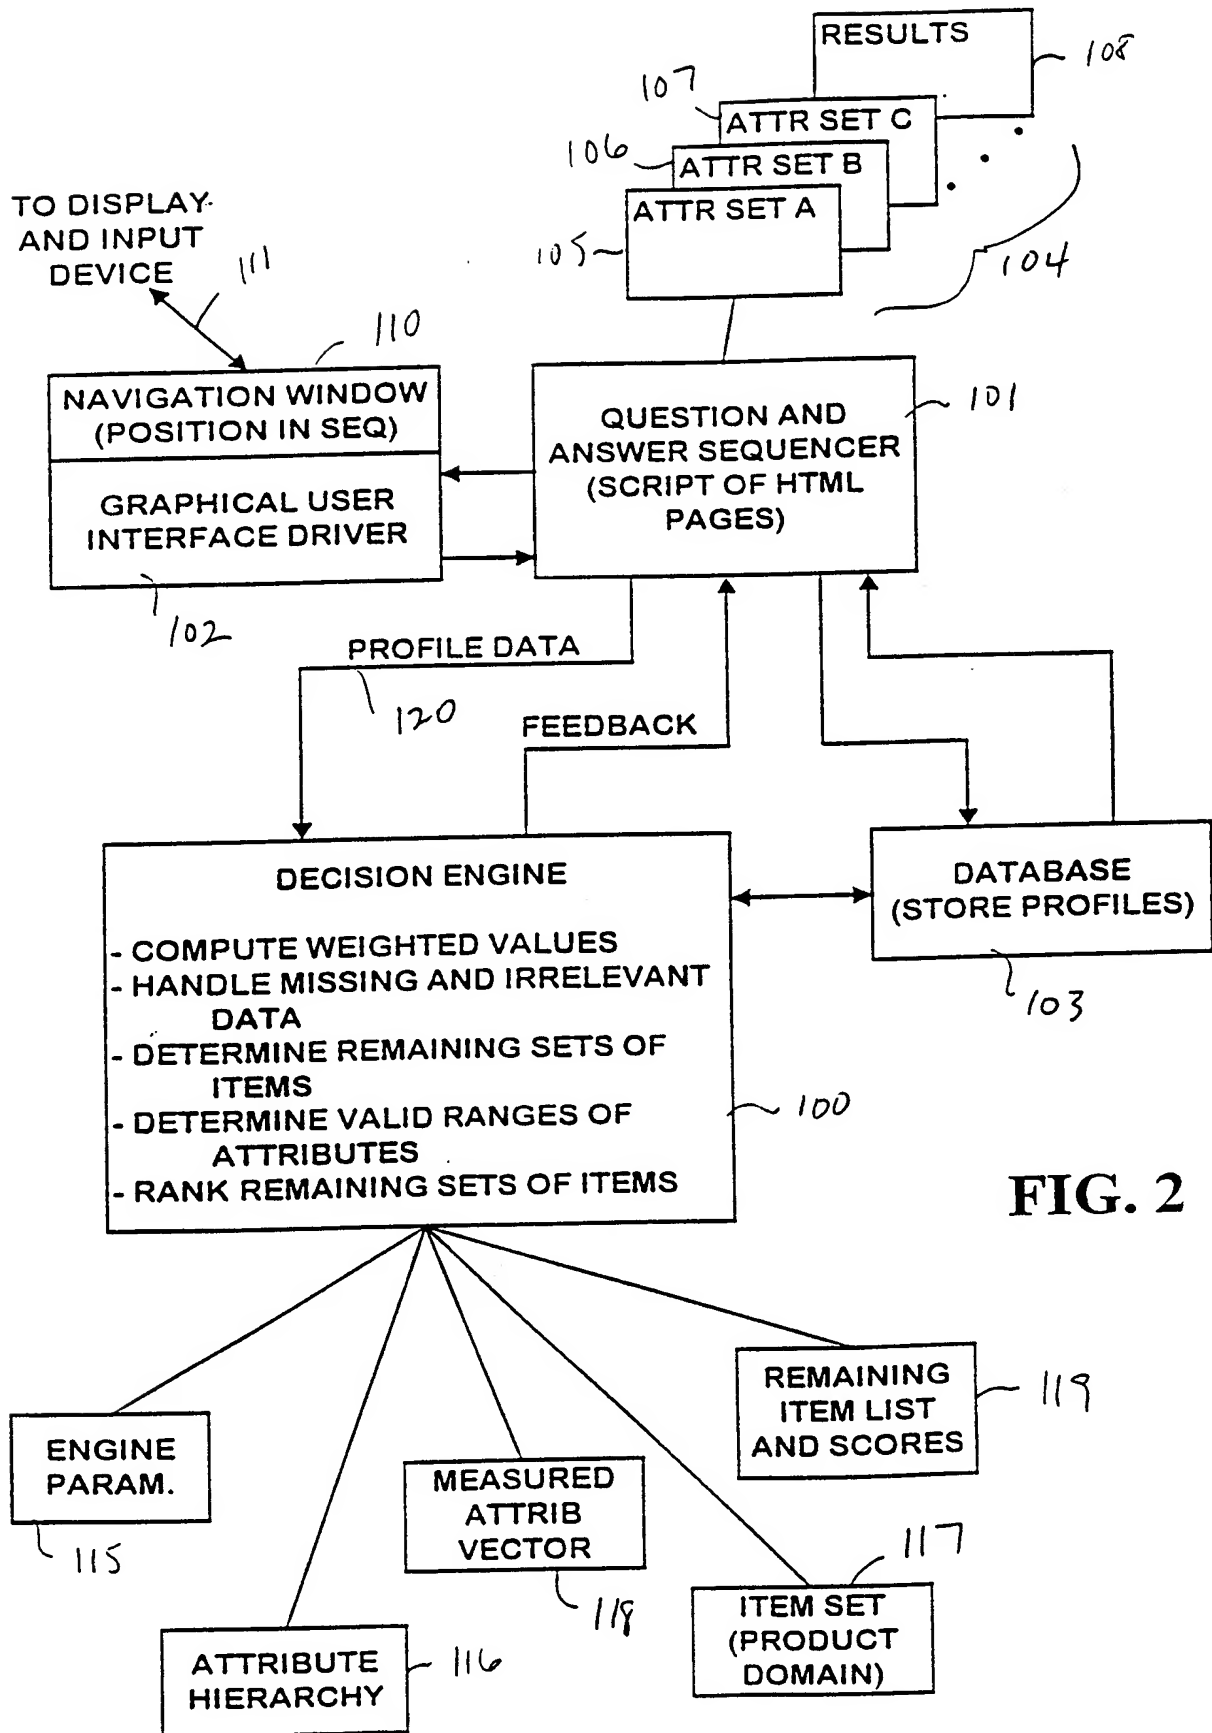 RESULTS
108
107
ATTR SET C
106
ATTR SET B
ATTR SET A
105
104
TO DISPLAY
AND INPUT
DEVICE
111
110
NAVIGATION WINDOW
(POSITION IN SEQ)
GRAPHICAL USER
INTERFACE DRIVER
102
QUESTION AND
ANSWER SEQUENCER
(SCRIPT OF HTML
PAGES)
101
PROFILE DATA
120
FEEDBACK
DECISION ENGINE
- COMPUTE WEIGHTED VALUES
- HANDLE MISSING AND IRRELEVANT
DATA
- DETERMINE REMAINING SETS OF
ITEMS
- DETERMINE VALID RANGES OF
ATTRIBUTES
- RANK REMAINING SETS OF ITEMS
100
DATABASE
(STORE PROFILES)
103
FIG. 2
REMAINING
ITEM LIST
AND SCORES
119
ENGINE
PARAM.
115
MEASURED
ATTRIB
VECTOR
118
117
ITEM SET
(PRODUCT
DOMAIN)
ATTRIBUTE
HIERARCHY
116